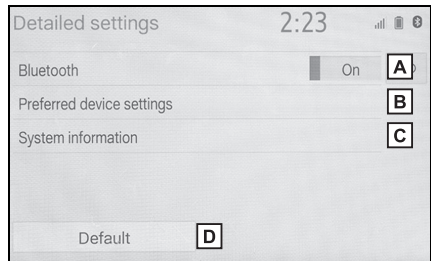 Detailed settings 2:23
Bluetooth On A
Preferred device settings B
System information C
Default D